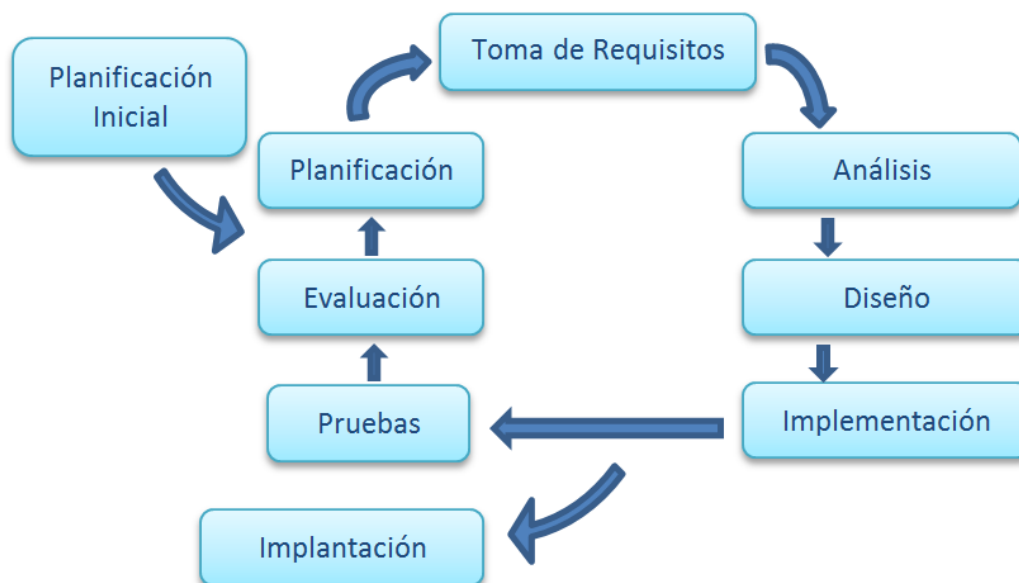 Planificación
Inicial
Toma de Requisitos
Planificación
Análisis
Evaluación
Diseño
Pruebas
Implementación
Implantación